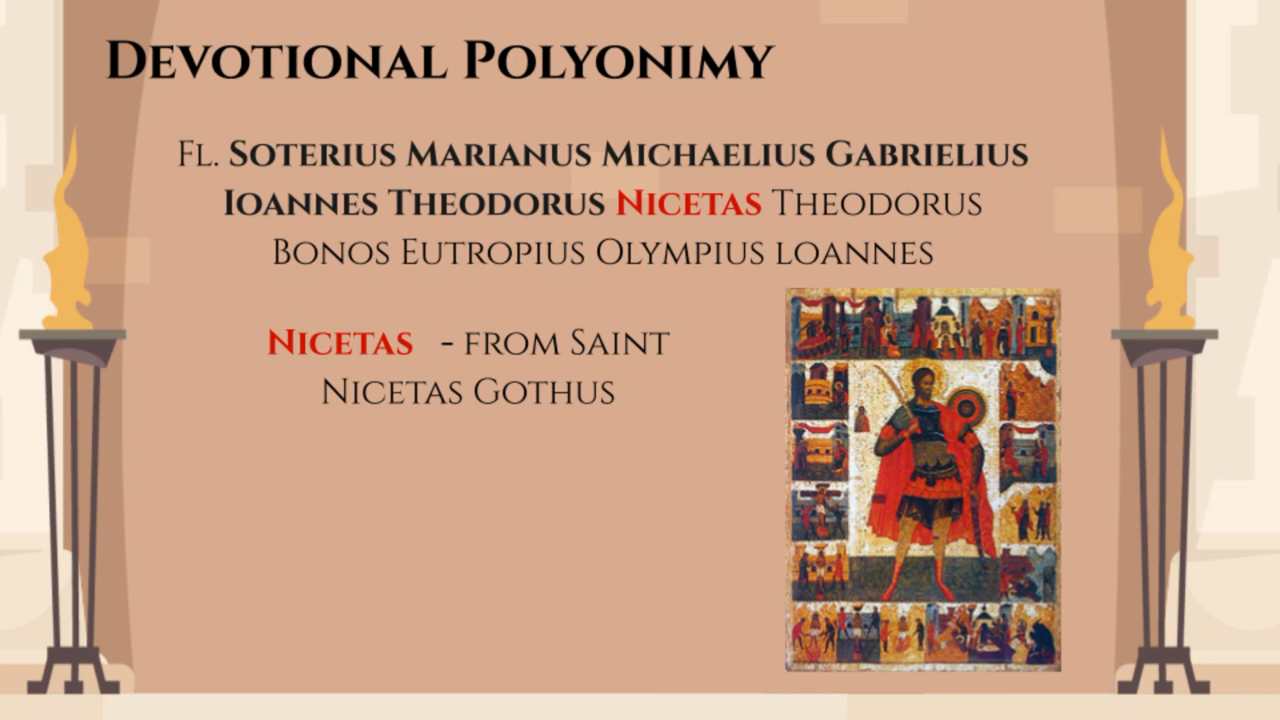 Devotional Polyonimy
Fl. Soterius Marianus Michaelius Gabrielius
Ioannes Theodorus Nicetas Theodorus
Bonos Eutropius Olympius loannes
Nicetas - from Saint
Nicetas Gothus